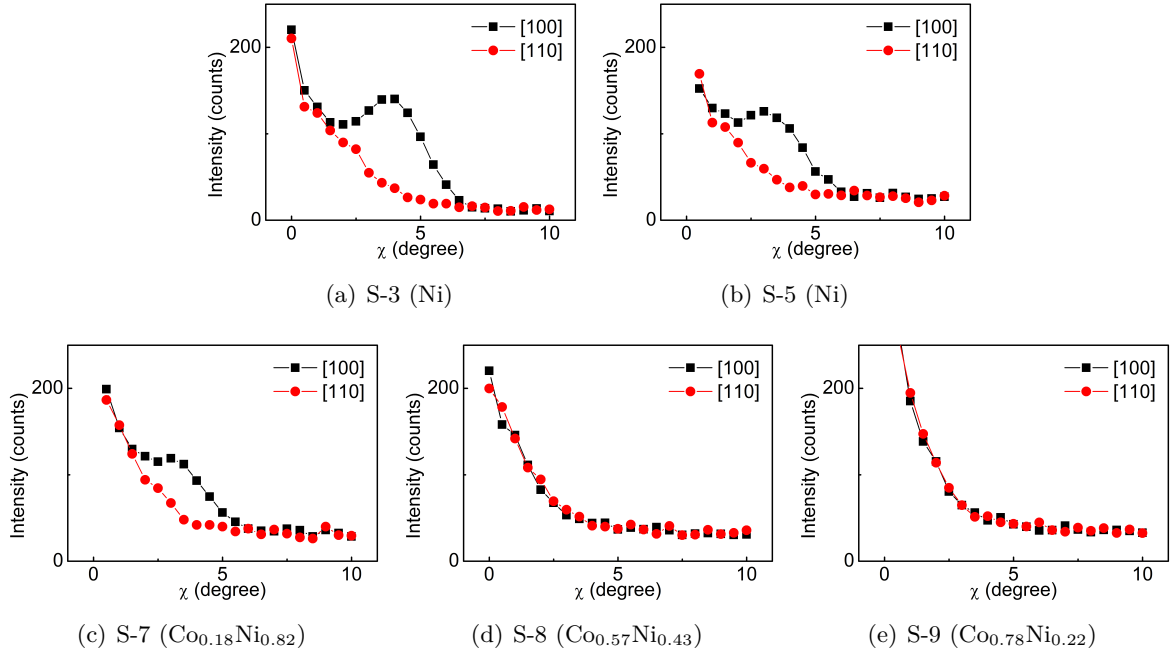 [100]
[110]
200
0
Intensity (counts)
0 5 10
χ (degree)
(a) S-3 (Ni)
[100]
[110]
200
0
Intensity (counts)
0 5 10
χ (degree)
(b) S-5 (Ni)
[100]
[110]
200
0
Intensity (counts)
0 5 10
χ (degree)
(c) S-7 (Co0.18Ni0.82)
[100]
[110]
200
0
Intensity (counts)
0 5 10
χ (degree)
(d) S-8 (Co0.57Ni0.43)
[100]
[110]
200
0
Intensity (counts)
0 5 10
χ (degree)
(e) S-9 (Co0.78Ni0.22)